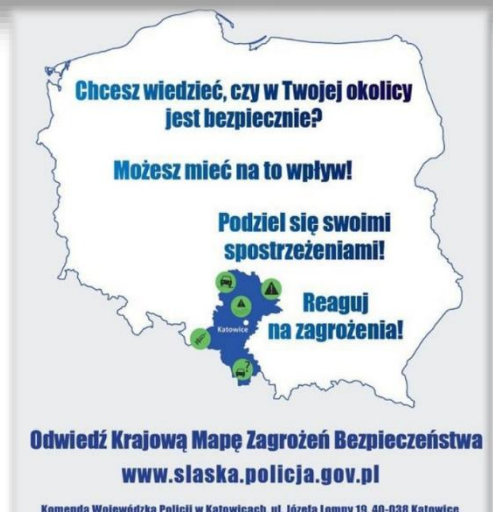 Chcesz wiedzieć, czy w Twojej okolicy
jest bezpiecznie?
Możesz mieć na to wpływ!
Podziel się swoimi
spostrzeżeniami!
Reaguj
na zagrożenia!
Katowice
Odwiedź Krajową Mapę Zagrożeń Bezpieczeństwa
www.slaska.policja.gov.pl
Komenda Wojewódzka Policji w Katowicach, ul. Józefa Lompy 19, 40-038 Katowice